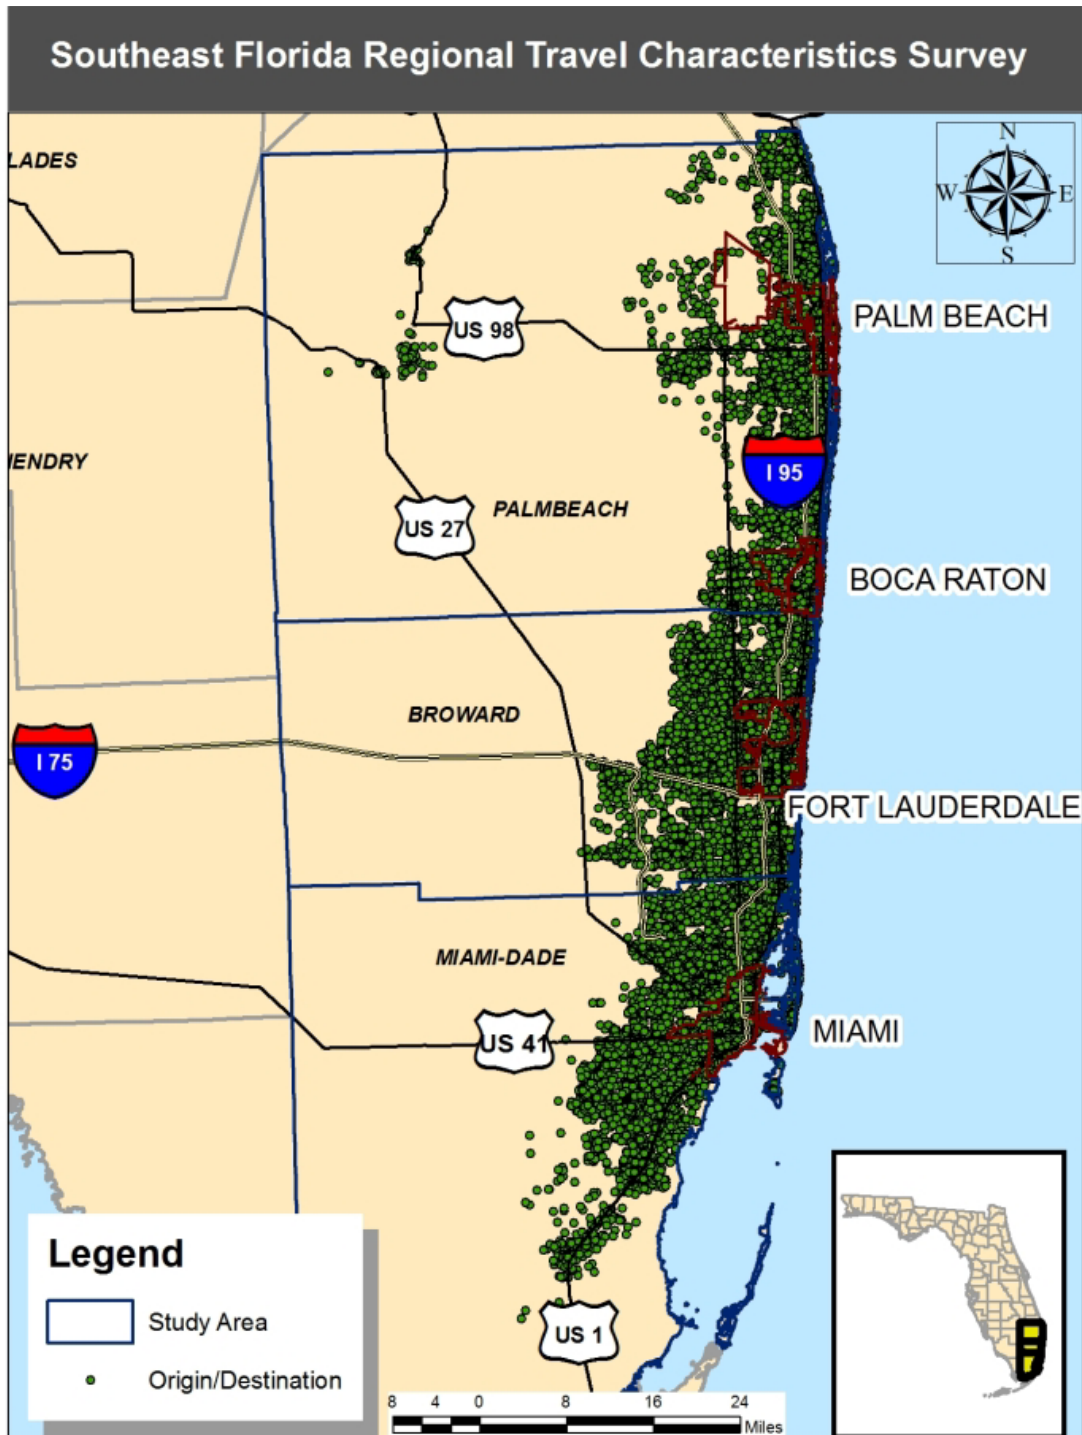 Southeast Florida Regional Travel Characteristics Survey
N
W E
S
LADES
US 98
PALM BEACH
HENDRY
I 95
US 27
PALMBEACH
BOCA RATON
BROWARD
I 75
FORT LAUDERDALE
MIAMI-DADE
US 41
MIAMI
Legend
Study Area
Origin/Destination
US 1
8 4 0 8 16 24
Miles